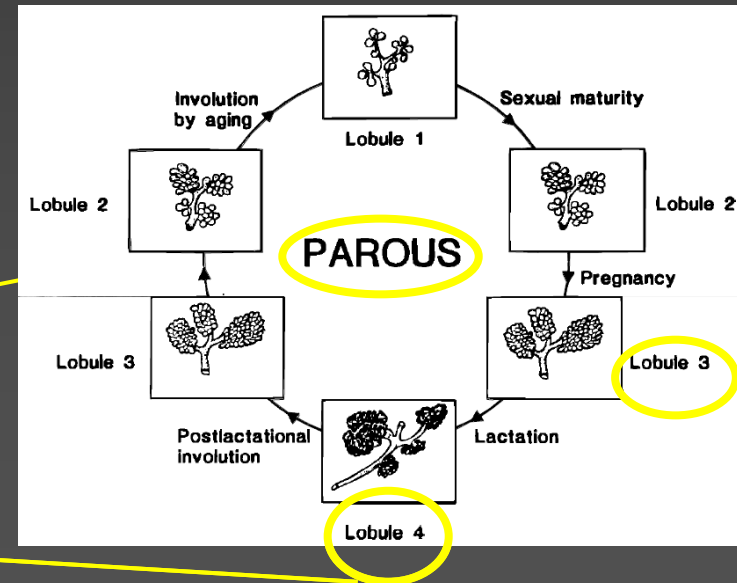 Involution
by aging
Sexual maturity
Lobule 1
Lobule 2
Lobule 2
PAROUS
Pregnancy
Lobule 3
Lobule 3
Postlactational
involution
Lactation
Lobule 4